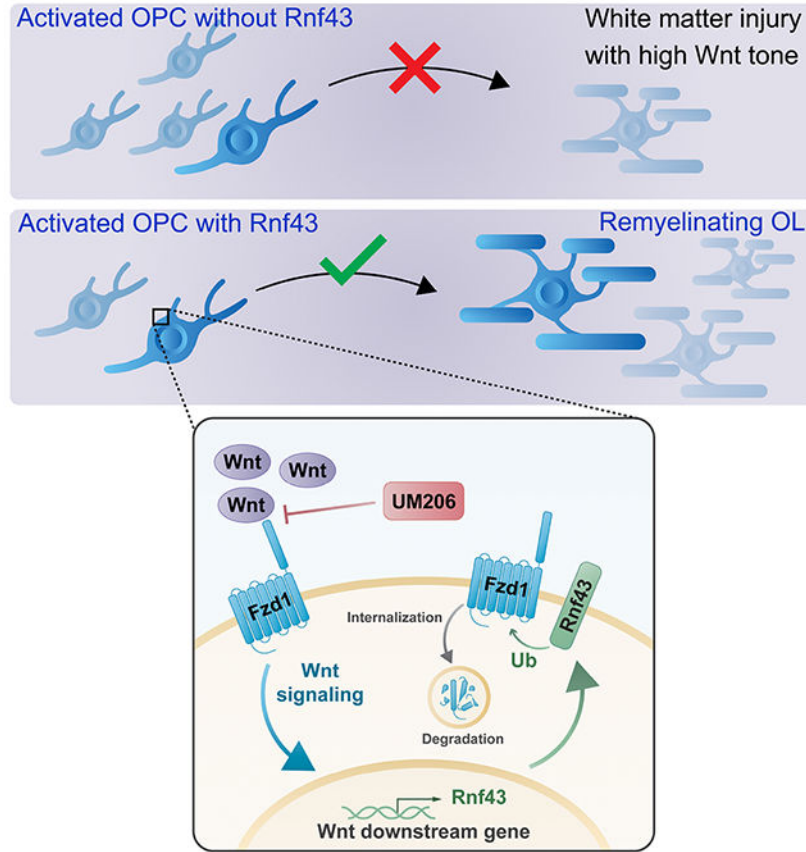 Activated OPC without Rnf43
White matter injury
with high Wnt tone
Activated OPC with Rnf43
Remyelinating OL
Wnt
Wnt
Wnt
UM206
Fzd1
Fzd1
Rnf43
Internalization
Ub
Wnt
signaling
Degradation
Rnf43
Wnt downstream gene